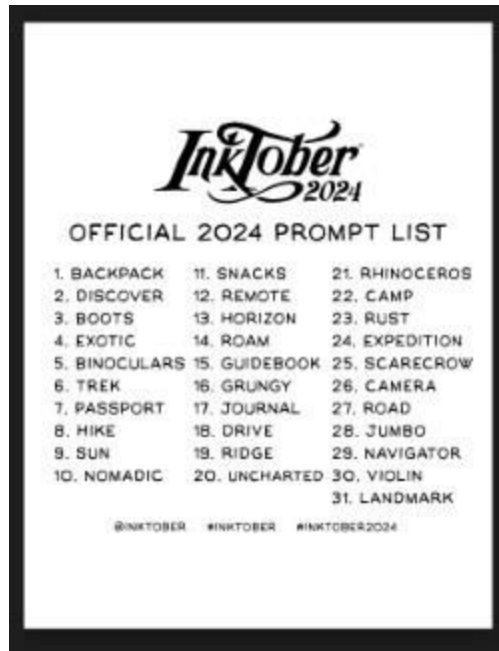 InkTober
2024
OFFICIAL 2024 PROMPT LIST
1. BACKPACK
2. DISCOVER
3. BOOTS
4. EXOTIC
5. BINOCULARS
6. TREK
7. PASSPORT
8. HIKE
9. SUN
10. NOMADIC
11. SNACKS
12. REMOTE
13. HORIZON
14. ROAM
15. GUIDEBOOK
16. GRUNGY
17. JOURNAL
18. DRIVE
19. RIDGE
20. UNCHARTED
21. RHINOCEROS
22. CAMP
23. RUST
24. EXPEDITION
25. SCARECROW
26. CAMERA
27. ROAD
28. JUMBO
29. NAVIGATOR
30. VIOLIN
31. LANDMARK
@INKTOBER #INKTOBER #INKTOBER2024